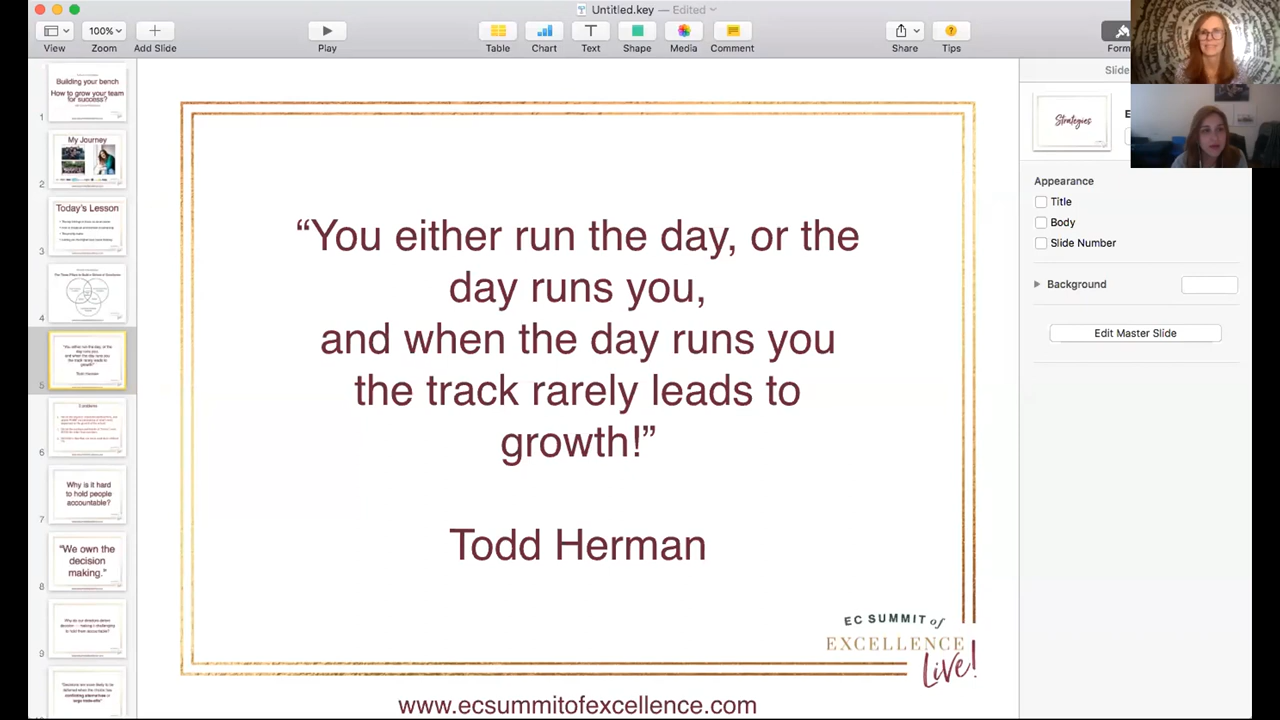 Untitled.key — Edited
100%
View
Zoom
Add Slide
Play
Table
Chart
Text
Shape
Media
Comment
Share
Tips
Slide
Building your bench
How to grow your team
for success?
1
My Journey
2
Today's Lesson
3
4
5
6
Why is it hard
to hold people
accountable?
7
“We own the
decision
making.”
8
9
“You either run the day, or the
day runs you,
and when the day runs you
the track rarely leads to
growth!”
Todd Herman
EC SUMMIT of
EXCELLENCE
Live!
www.ecsummitofexcellence.com
Strategies
Appearance
Title
Body
Slide Number
Background
Edit Master Slide